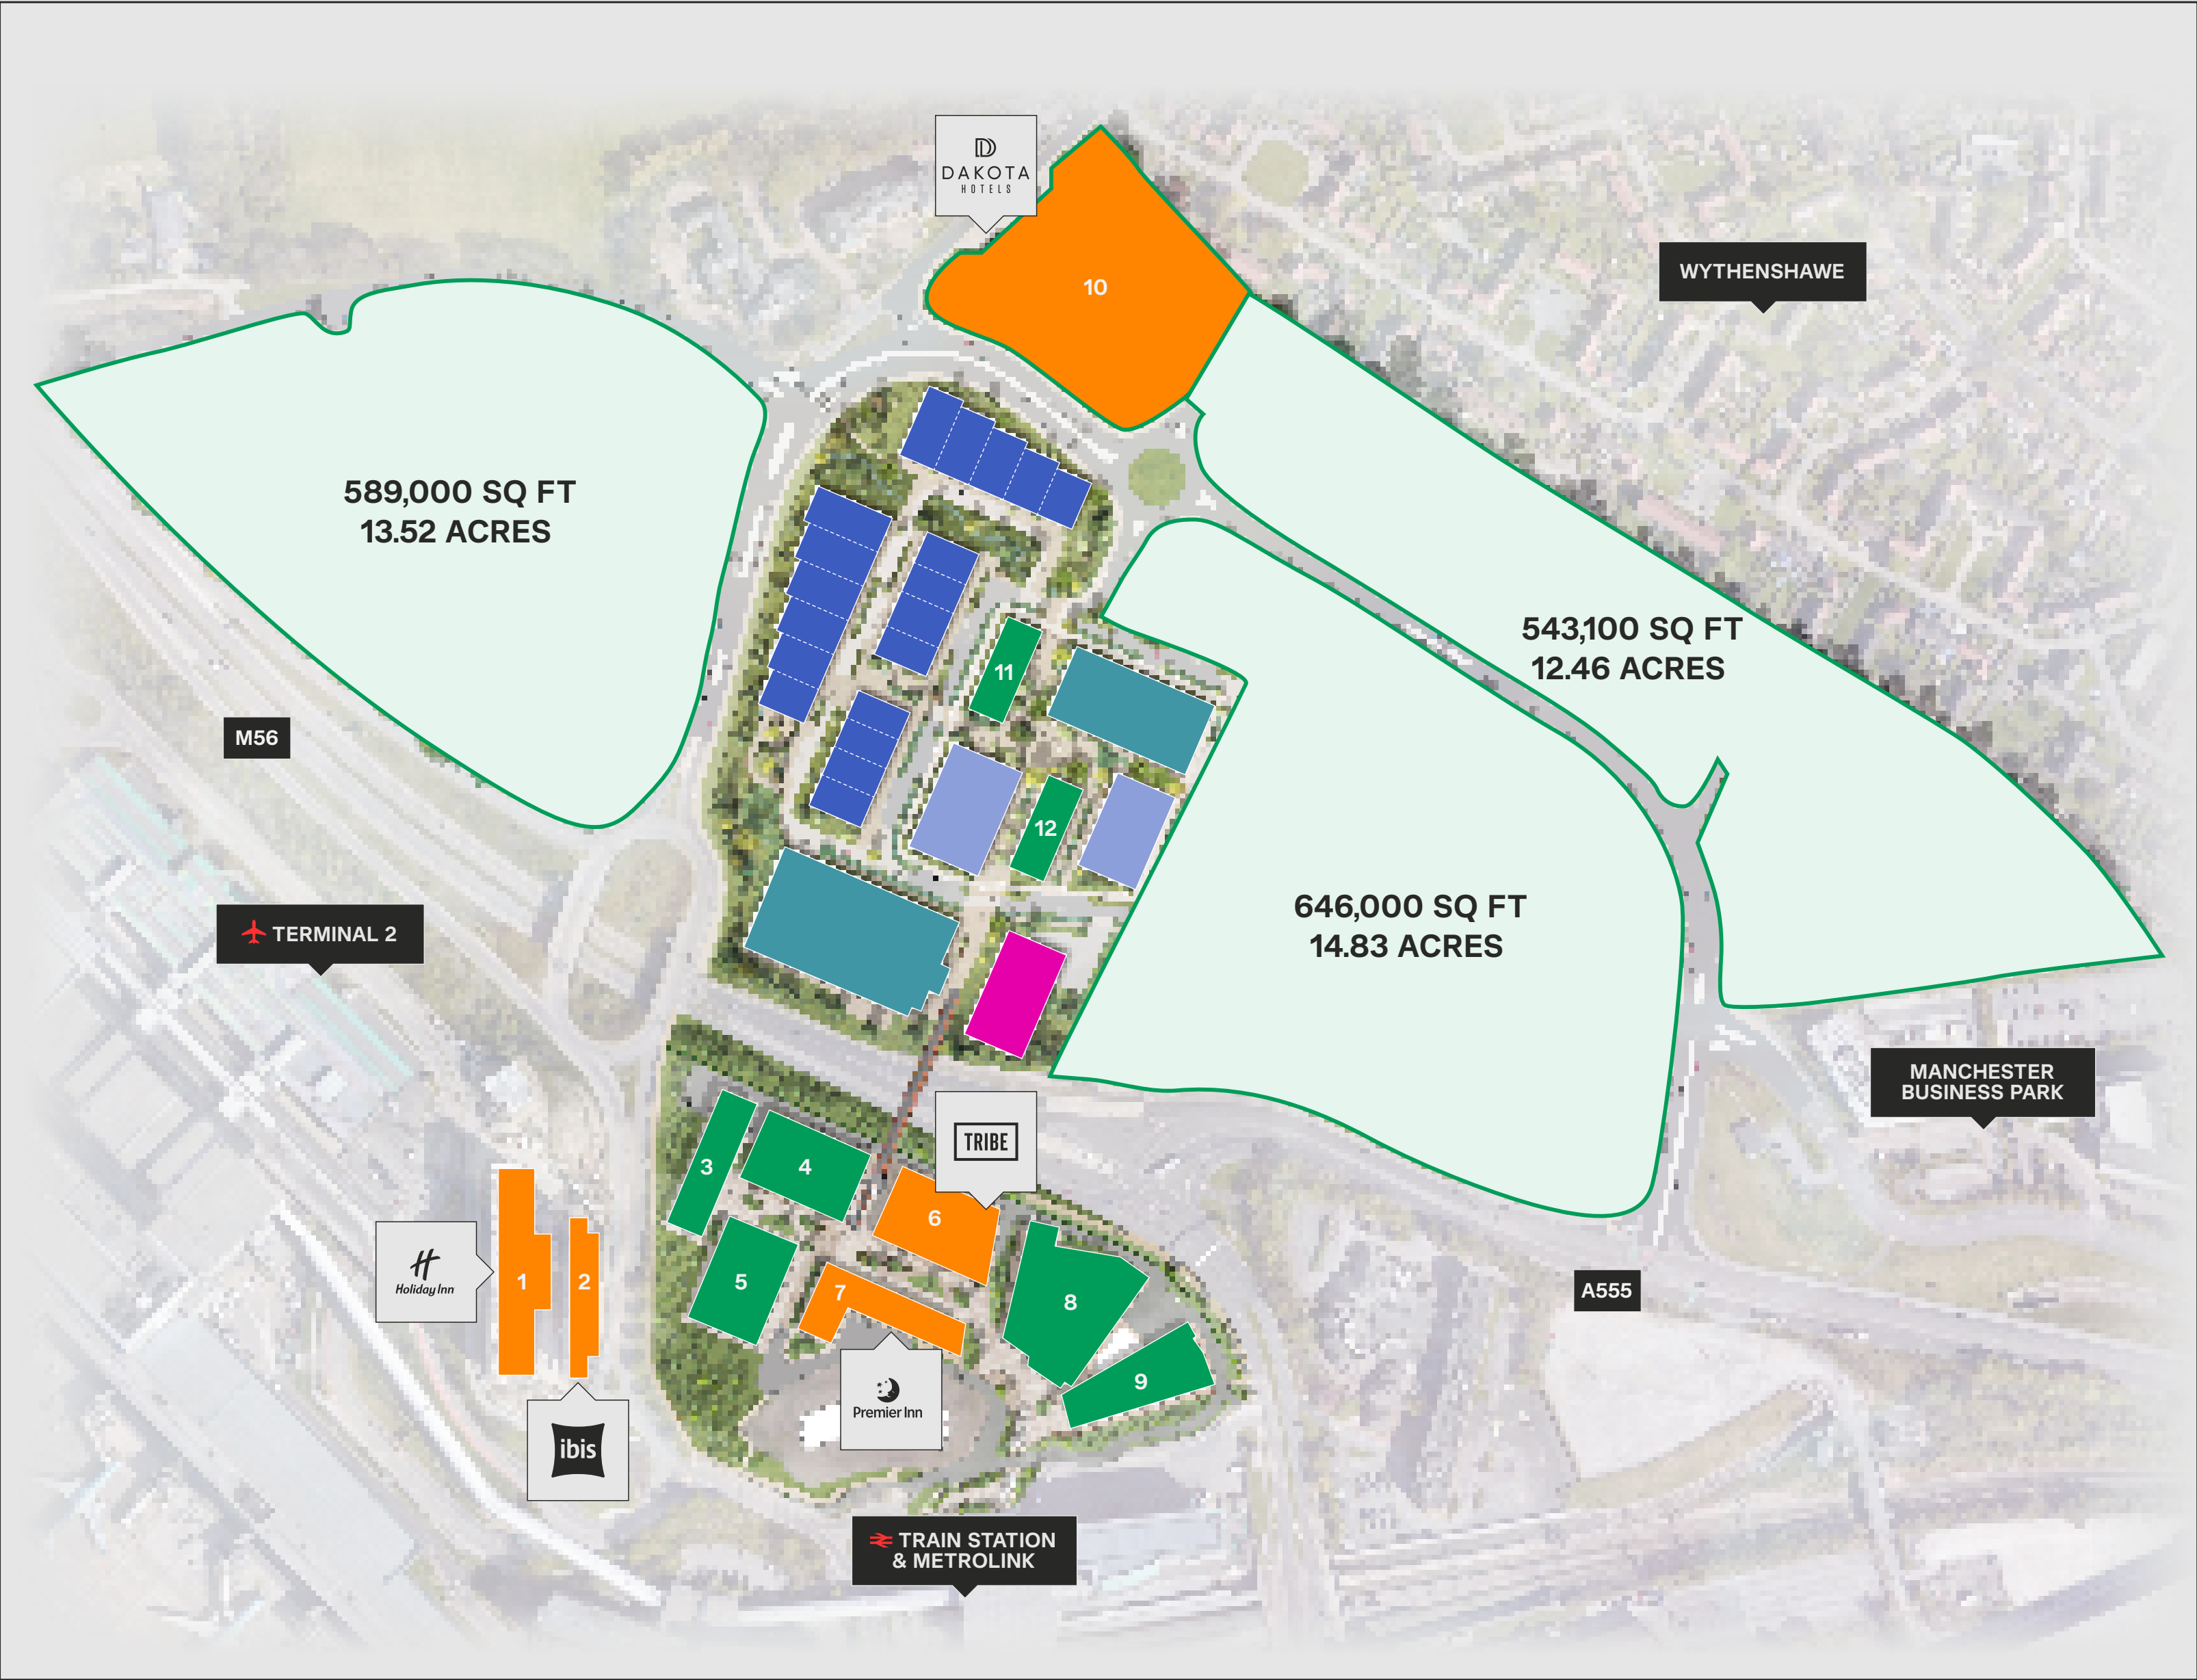 DAKOTA
HOTELS
10
WYTHENSHAWE
589,000 SQ FT
13.52 ACRES
543,100 SQ FT
12.46 ACRES
11
M56
12
646,000 SQ FT
14.83 ACRES
TERMINAL 2
MANCHESTER
BUSINESS PARK
TRIBE
3
4
6
5
7
8
1
2
Holiday Inn
A555
9
Premier Inn
ibis
TRAIN STATION
& METROLINK